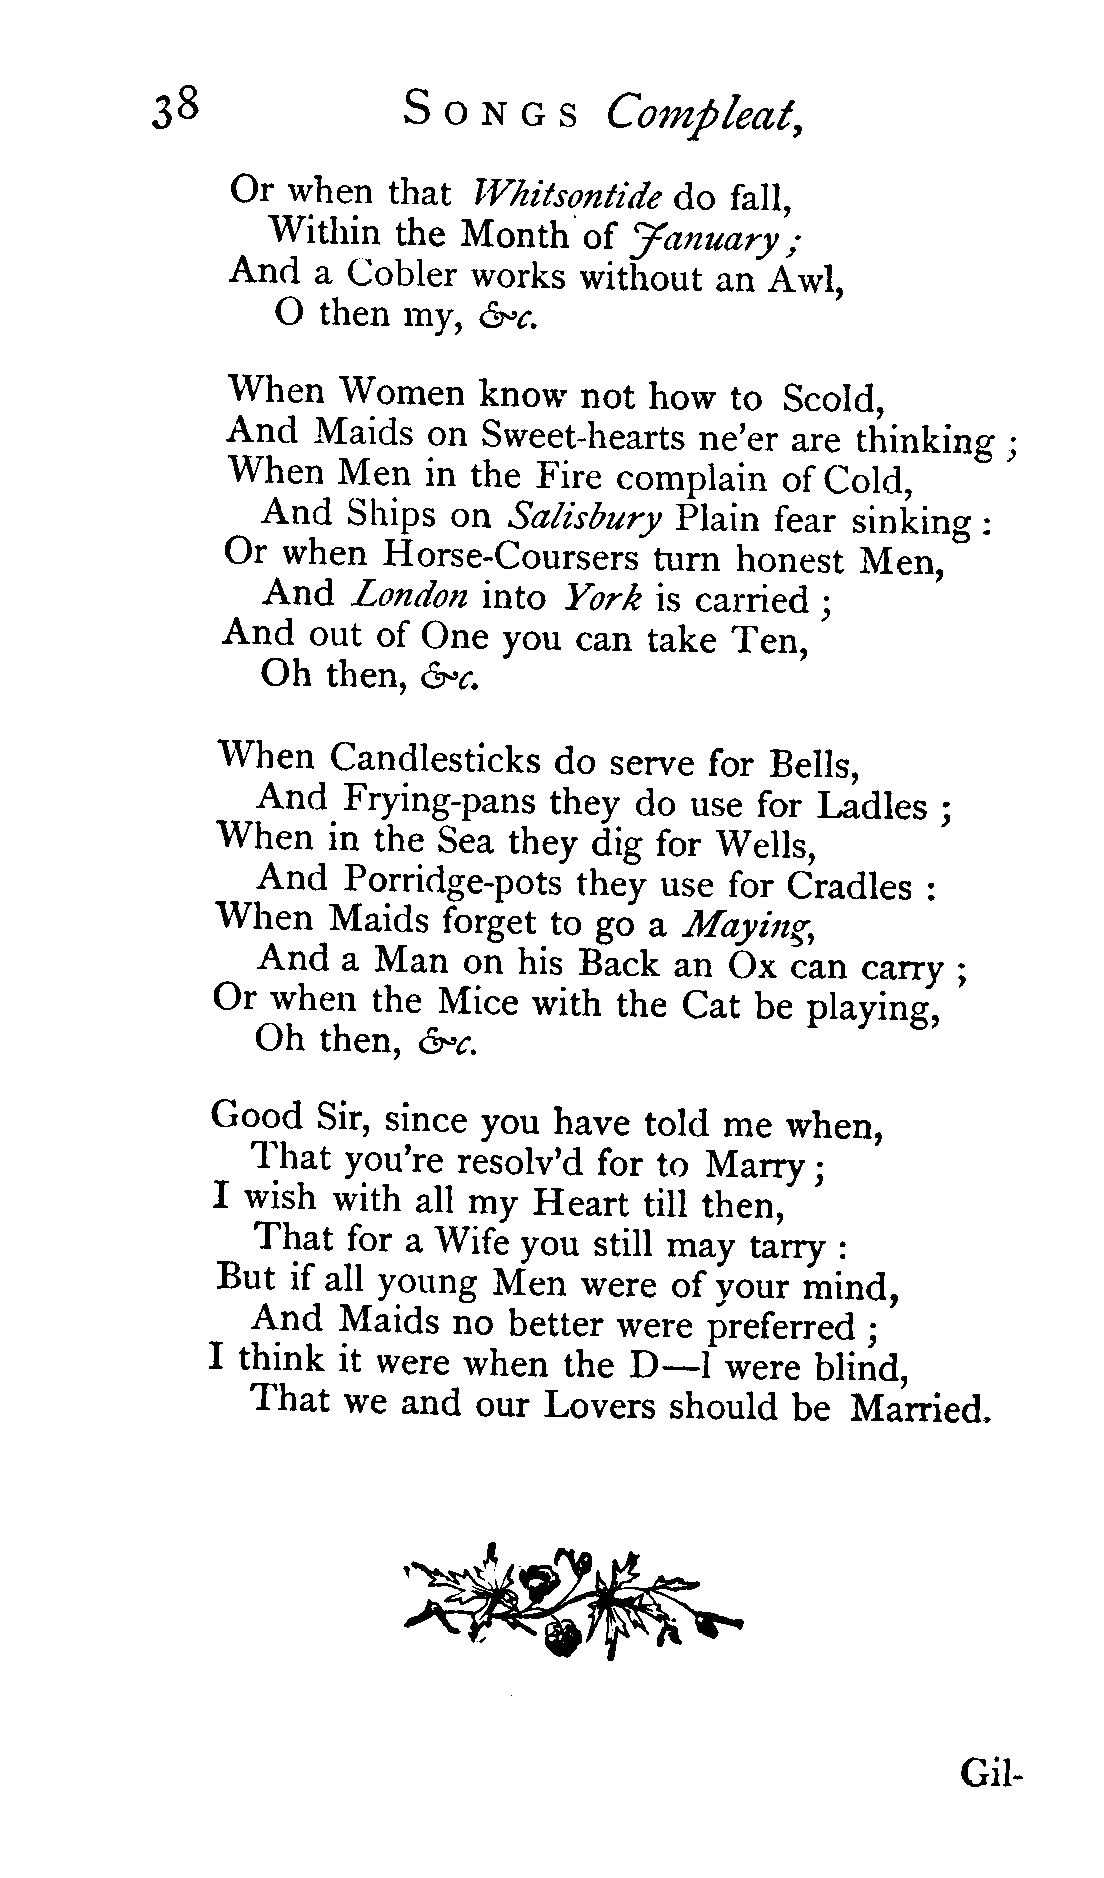 38 SONGS Compleat,
Or when that Whitsontide do fall,
Within the Month of January ;
And a Cobler works without an Awl,
O then my, &c.
When Women know not how to Scold,
And Maids on Sweet-hearts ne'er are thinking ;
When Men in the Fire complain of Cold,
And Ships on Salisbury Plain fear sinking :
Or when Horse-Coursers turn honest Men,
And London into York is carried ;
And out of One you can take Ten,
Oh then, &c.
When Candlesticks do serve for Bells,
And Frying-pans they do use for Ladles ;
When in the Sea they dig for Wells,
And Porridge-pots they use for Cradles :
When Maids forget to go a Maying,
And a Man on his Back an Ox can carry ;
Or when the Mice with the Cat be playing,
Oh then, &c.
Good Sir, since you have told me when,
That you're resolv'd for to Marry ;
I wish with all my Heart till then,
That for a Wife you still may tarry :
But if all young Men were of your mind,
And Maids no better were preferred ;
I think it were when the D—l were blind,
That we and our Lovers should be Married.
Gil-